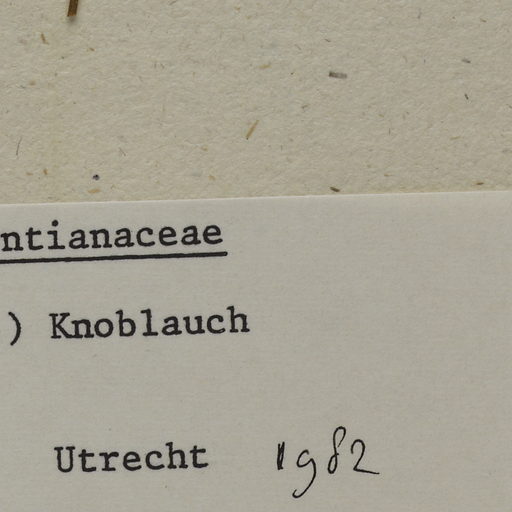 ntianaceae
) Knoblauch
Utrecht 1982